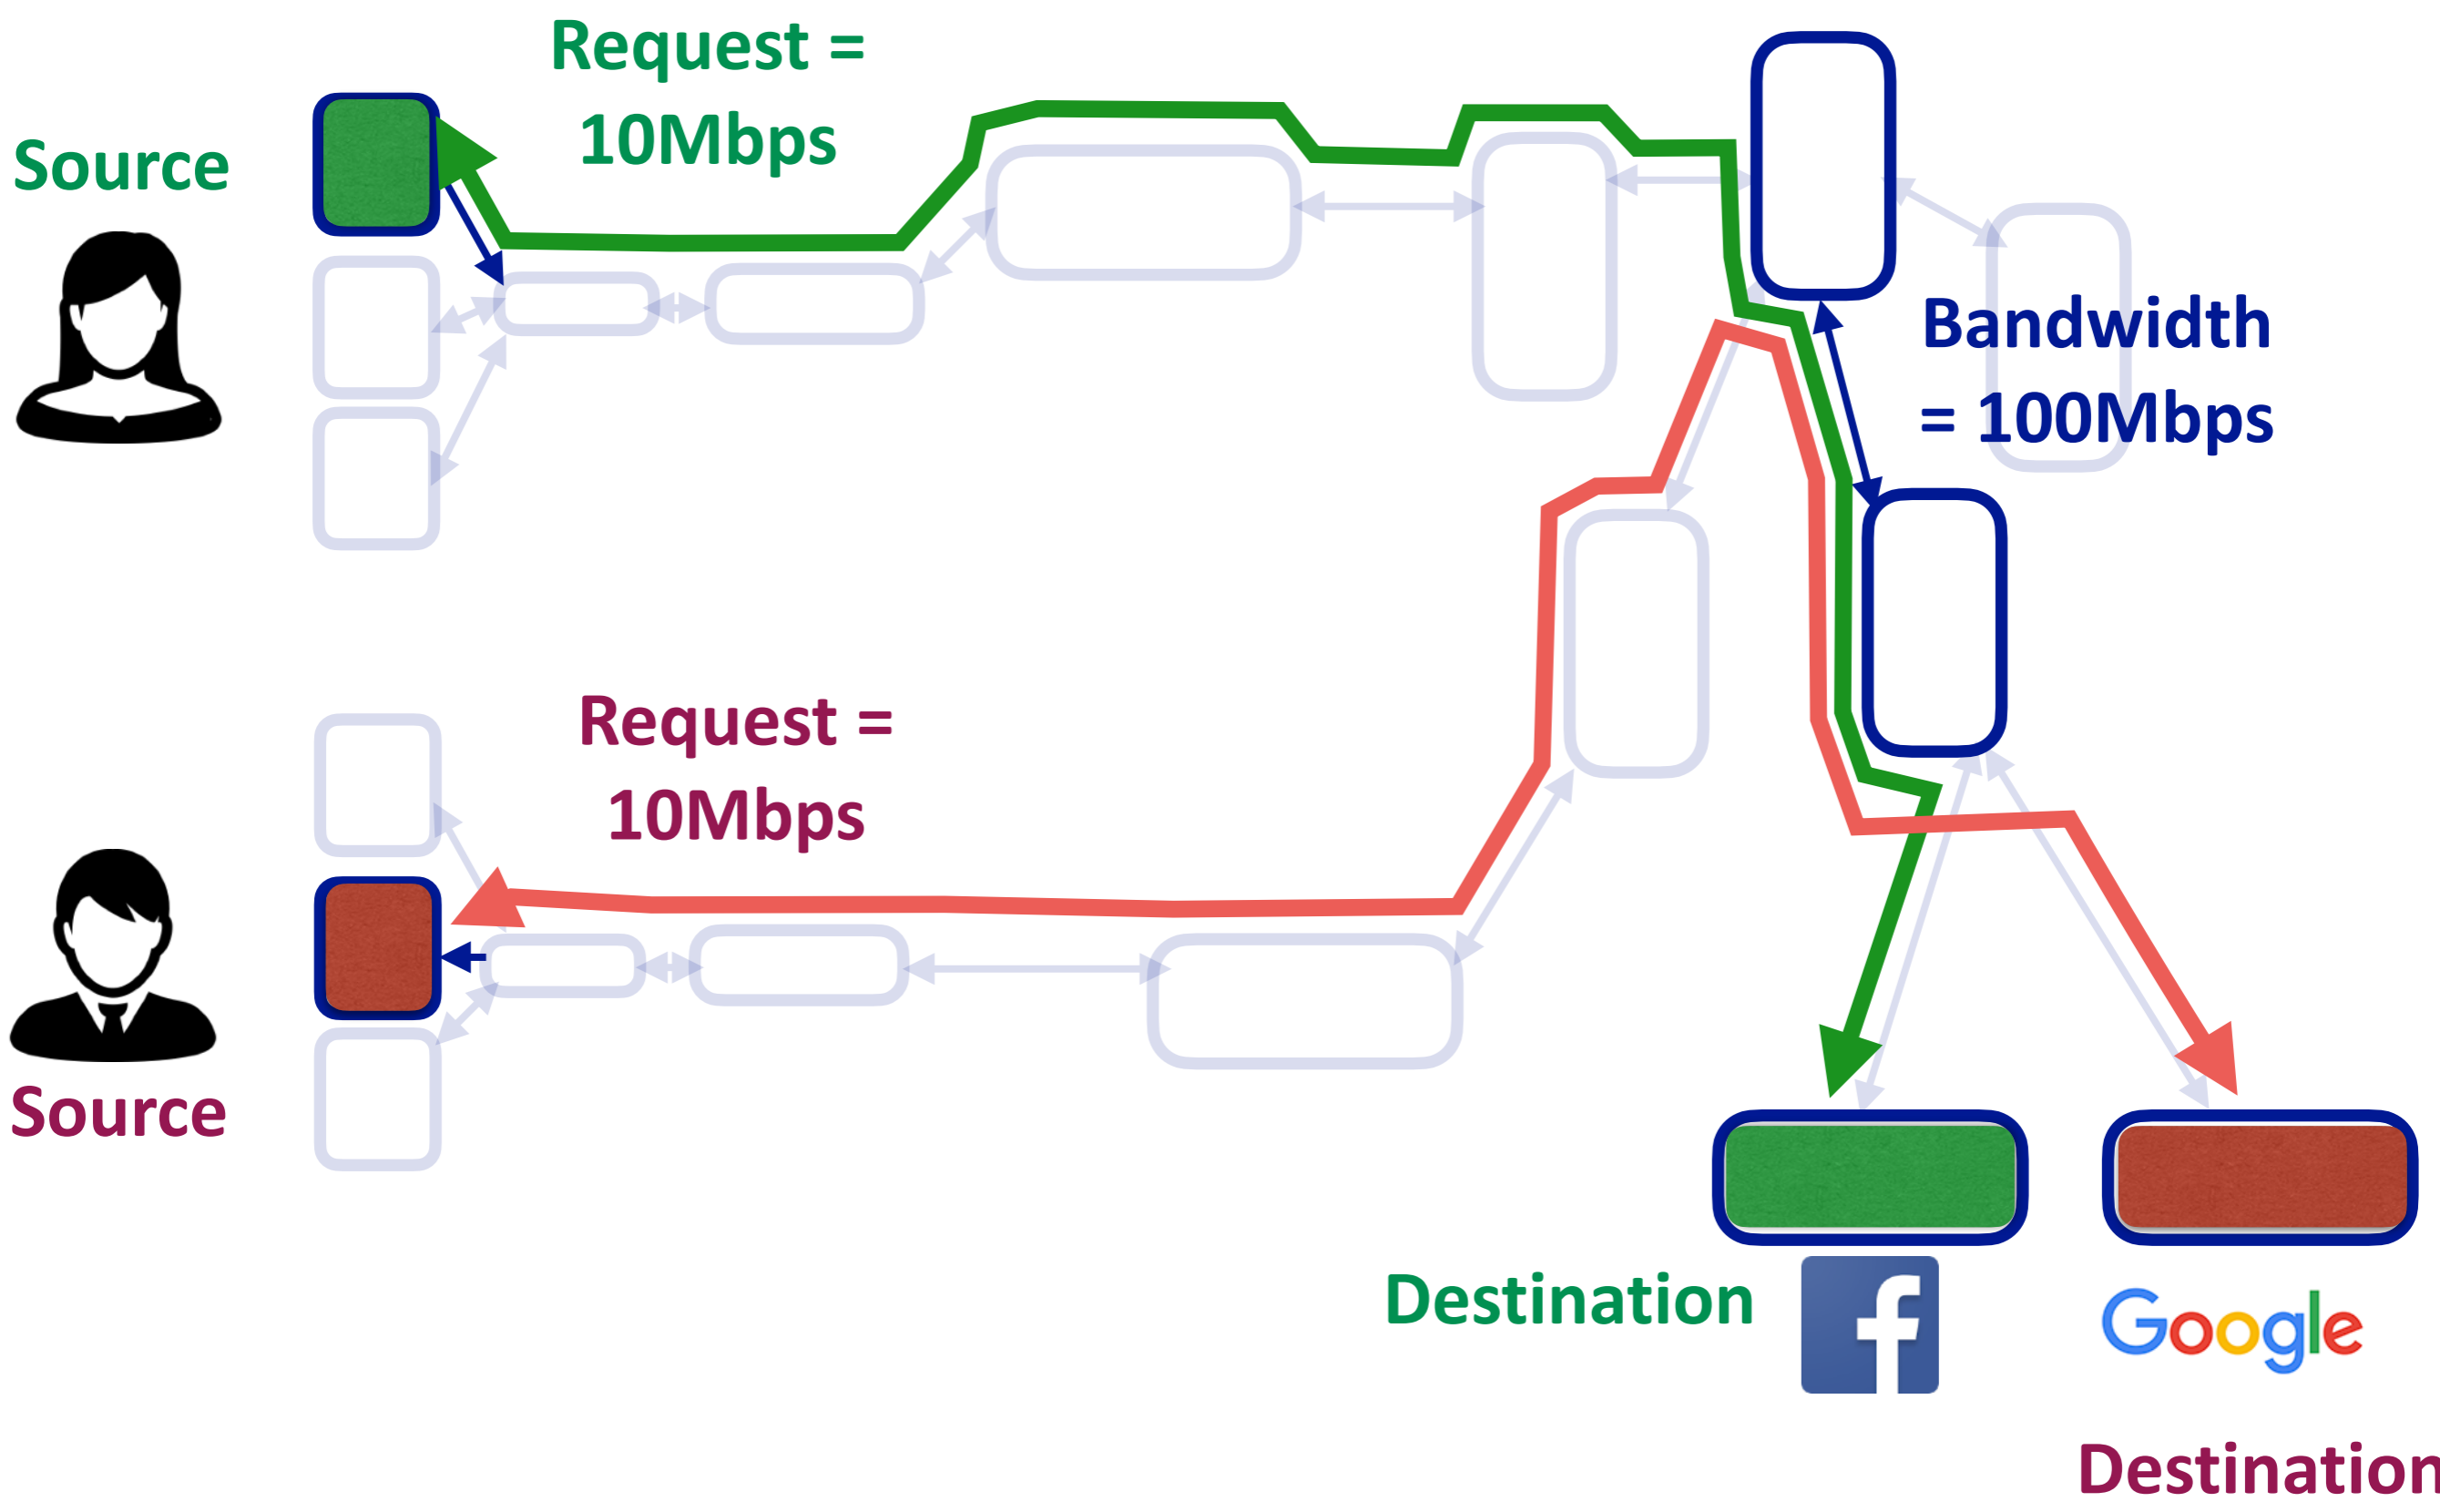 Request =
10Mbps
Source
Bandwidth
= 100Mbps
Request =
10Mbps
Source
Destination
f
Google
Destination